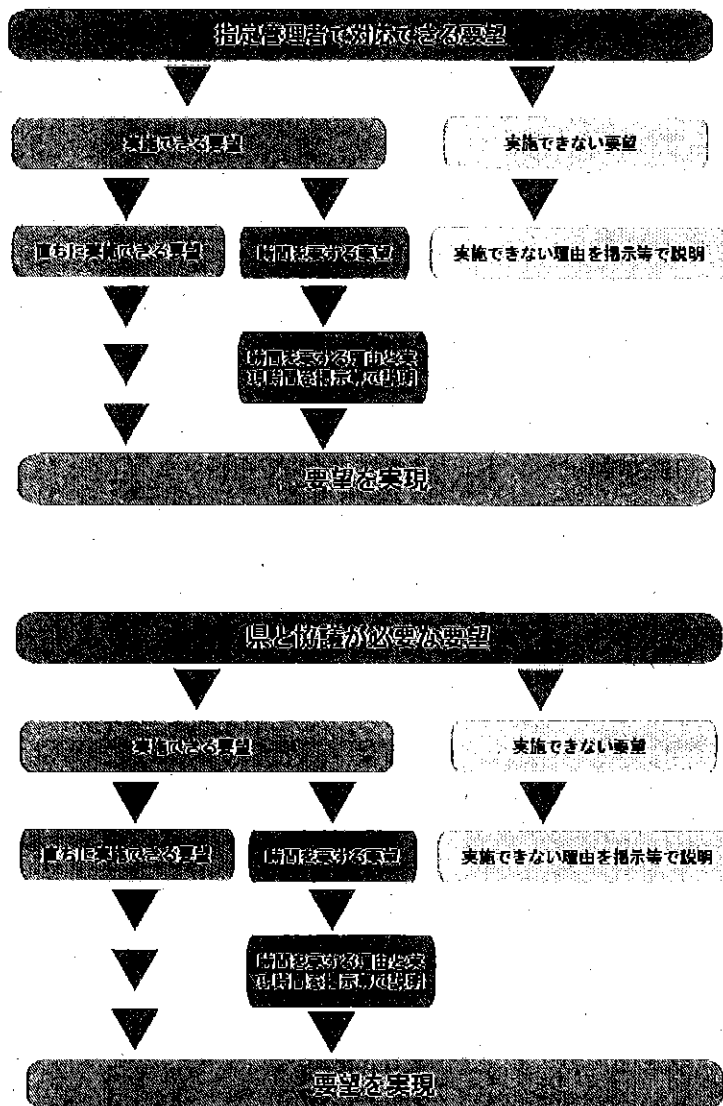 指定管理者で対応できる要望
実施できる要望
実施できない要望
直ちに実施できる要望
時間を要する要望
実施できない理由を掲示等で説明
時間を要する理由と実
現時間を掲示等で説明
要望を実現
県と協議が必要な要望
実施できる要望
実施できない要望
直ちに実施できる要望
時間を要する要望
実施できない理由を掲示等で説明
時間を要する理由と実
現時間を掲示等で説明
要望を実現